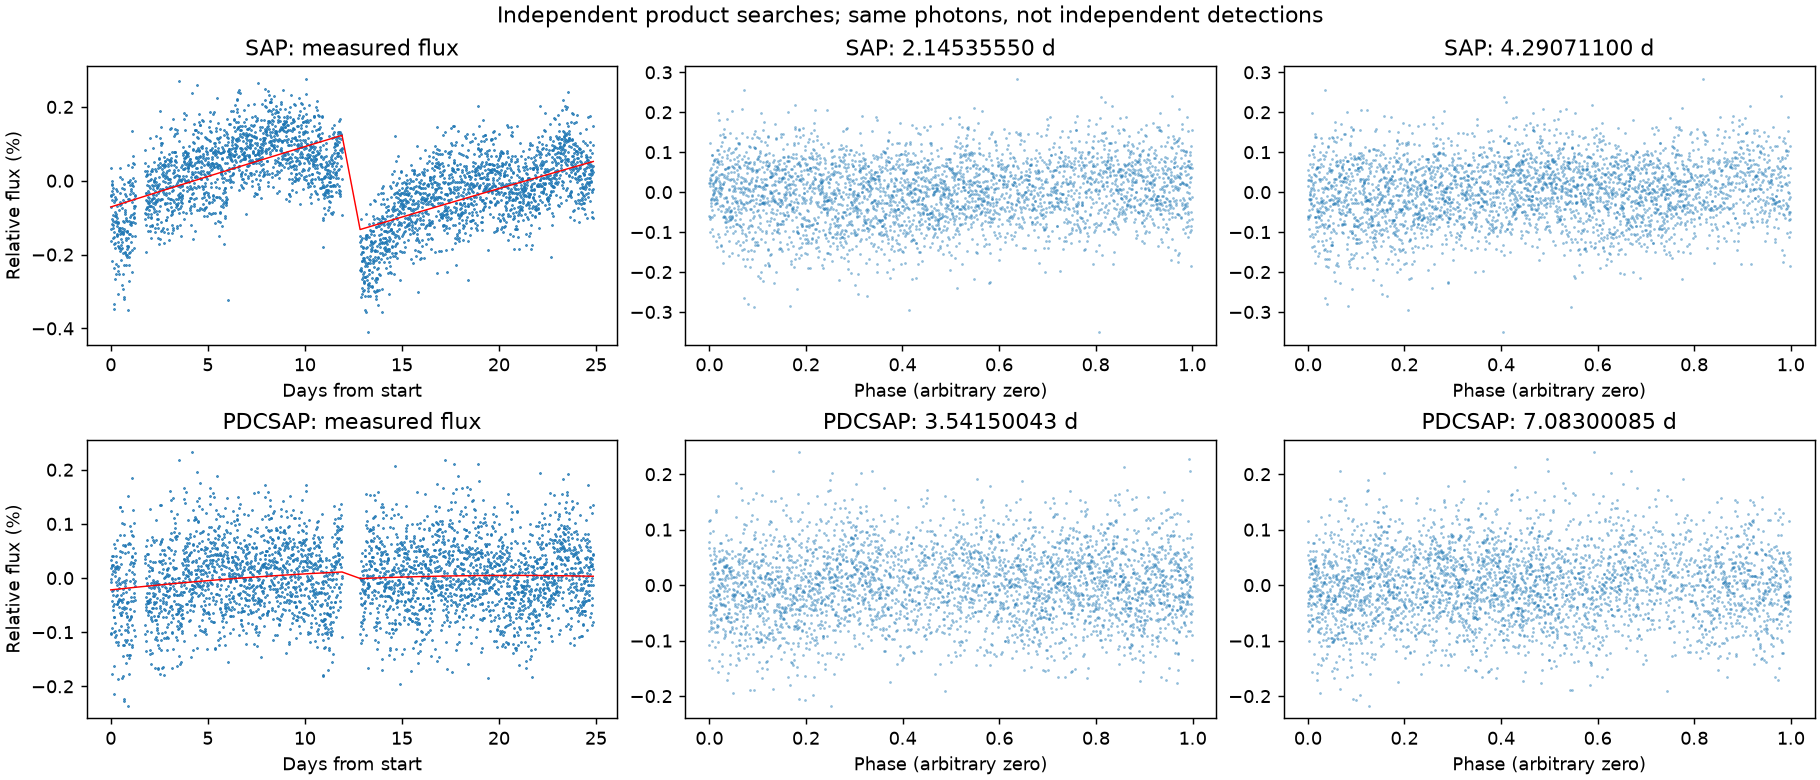 Independent product searches; same photons, not independent detections
SAP: measured flux
SAP: 2.14535550 d
SAP: 4.29071100 d
Relative flux (%)
0.2
0.0
−0.2
−0.4
0 5 10 15 20 25
Days from start
0.3
0.2
0.1
0.0
−0.1
−0.2
−0.3
0.0 0.2 0.4 0.6 0.8 1.0
Phase (arbitrary zero)
0.3
0.2
0.1
0.0
−0.1
−0.2
−0.3
0.0 0.2 0.4 0.6 0.8 1.0
Phase (arbitrary zero)
PDCSAP: measured flux
PDCSAP: 3.54150043 d
PDCSAP: 7.08300085 d
Relative flux (%)
0.2
0.1
0.0
−0.1
−0.2
0 5 10 15 20 25
Days from start
0.2
0.1
0.0
−0.1
−0.2
0.0 0.2 0.4 0.6 0.8 1.0
Phase (arbitrary zero)
0.2
0.1
0.0
−0.1
−0.2
0.0 0.2 0.4 0.6 0.8 1.0
Phase (arbitrary zero)